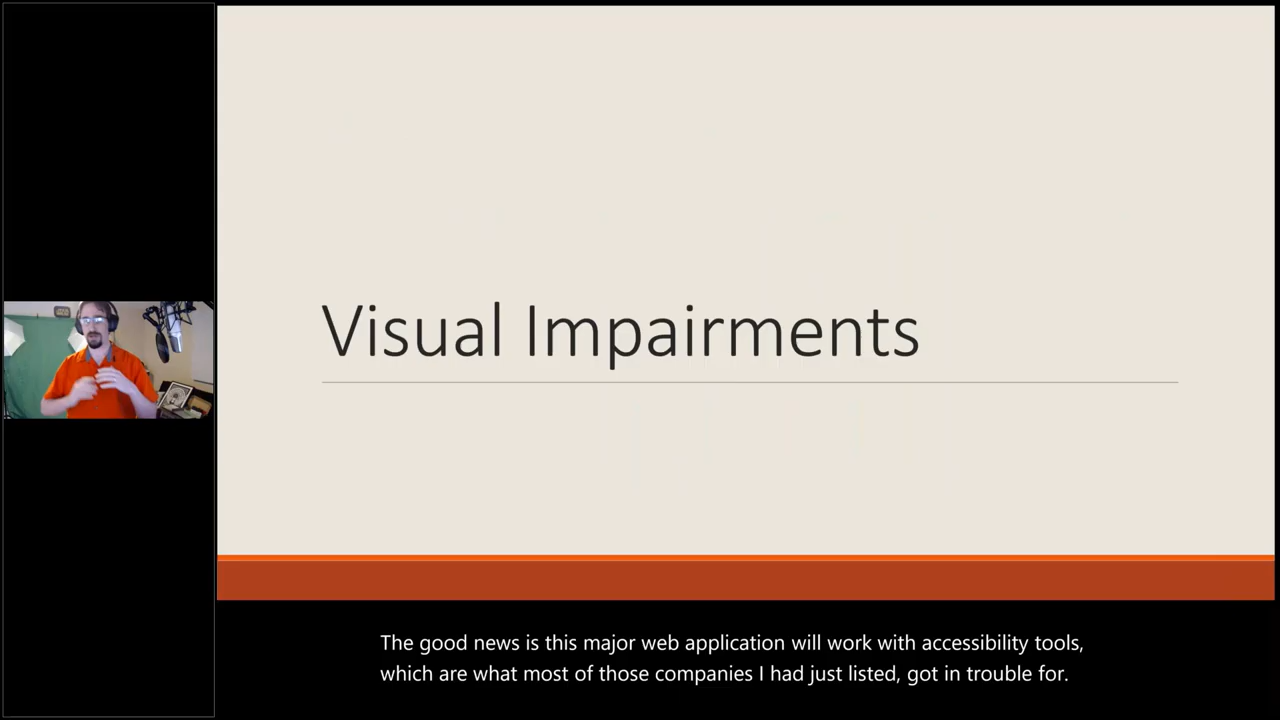 Visual Impairments
The good news is this major web application will work with accessibility tools,
which are what most of those companies I had just listed, got in trouble for.